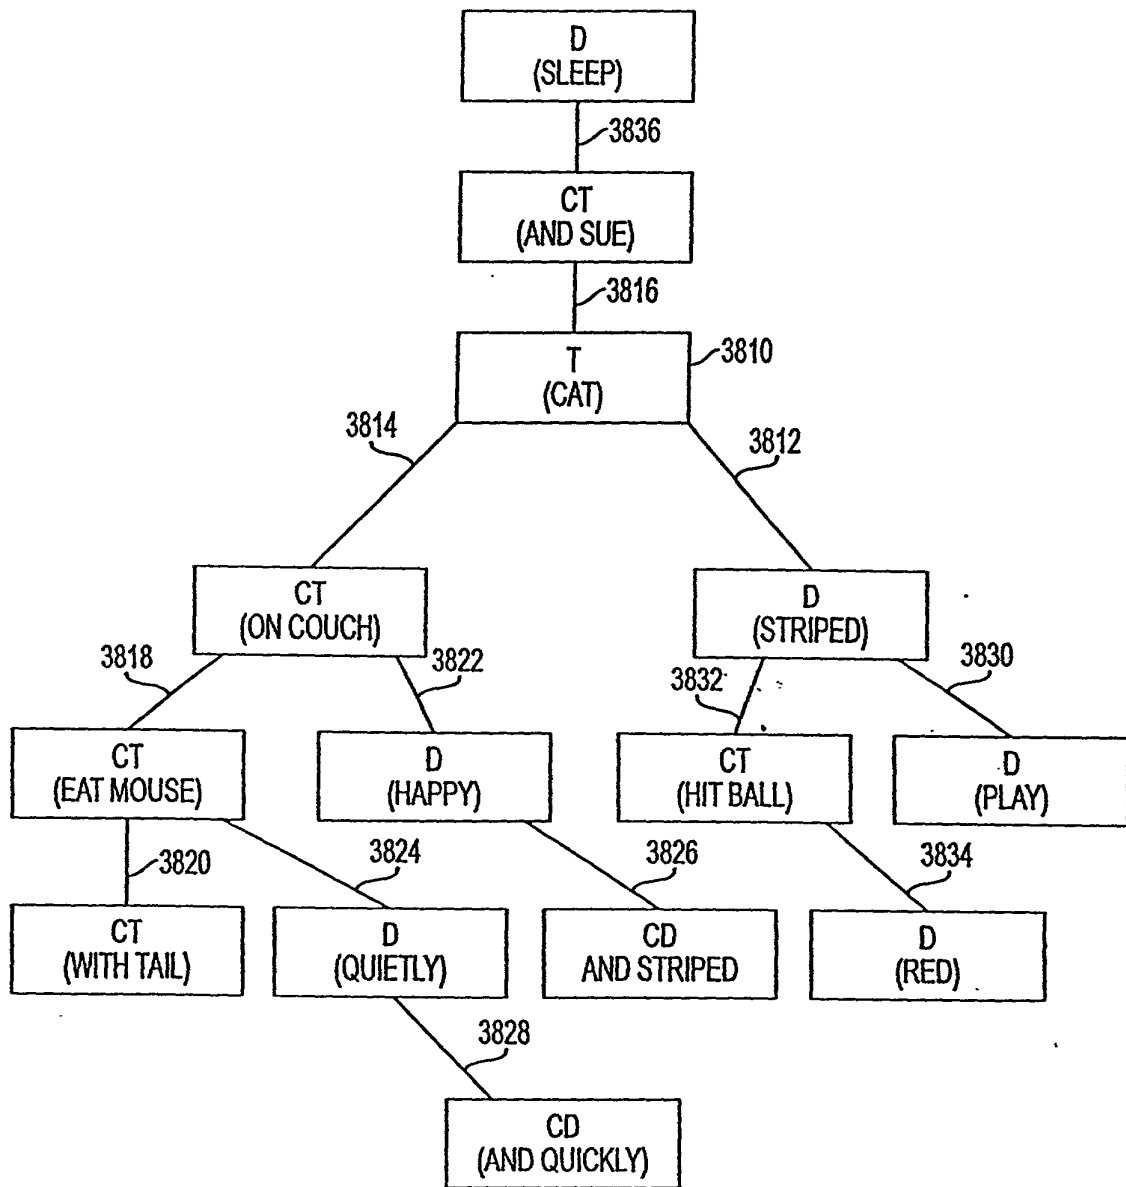 D
(SLEEP)
3836
CT
(AND SUE)
3816
T
(CAT)
3810
3814
3812
CT
(ON COUCH)
D
(STRIPED)
3818
3822
3832
3830
CT
(EAT MOUSE)
D
(HAPPY)
CT
(HIT BALL)
D
(PLAY)
3820
3824
3826
3834
CT
(WITH TAIL)
D
(QUIETLY)
CD
AND STRIPED
D
(RED)
3828
CD
(AND QUICKLY)